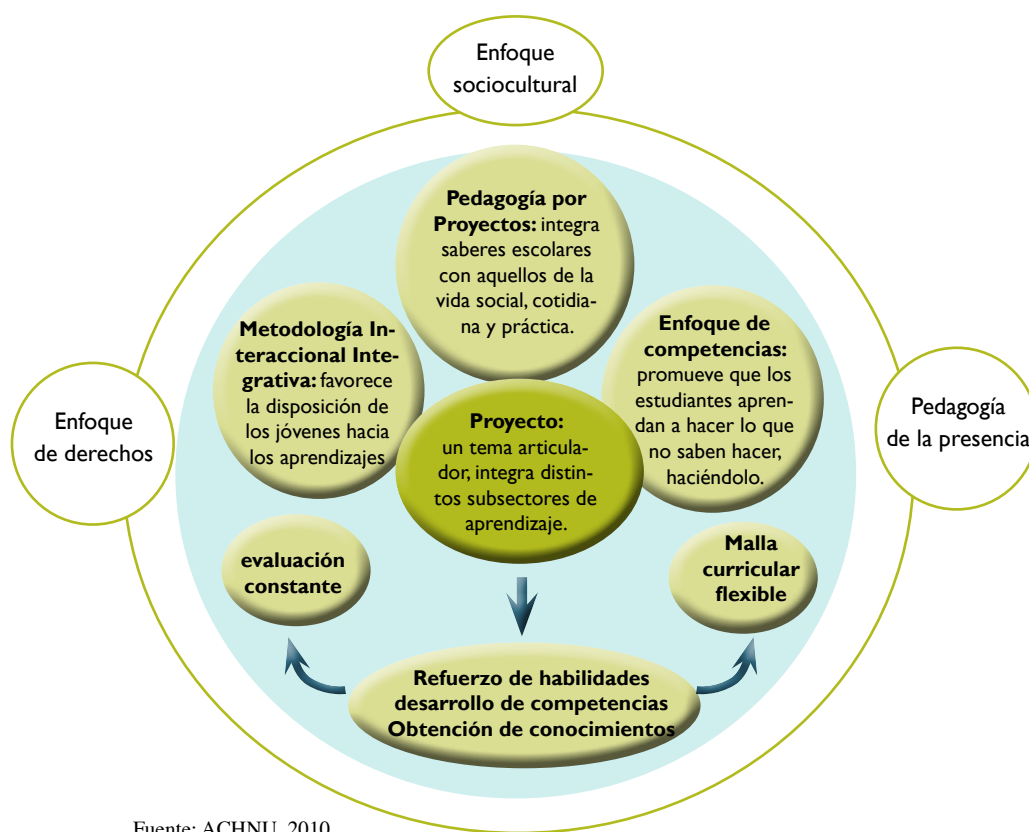 Enfoque
sociocultural
Pedagogía por
Proyectos: integra
saberes escolares
con aquellos de la
vida social, cotidia-
na y práctica.
Metodología In-
teraccional Inte-
grativa: favorece
la disposición de
los jóvenes hacia
los aprendizajes
Enfoque de
competencias:
promueve que los
estudiantes apren-
dan a hacer lo que
no saben hacer,
haciéndolo.
Enfoque
de derechos
Proyecto:
un tema articula-
dor, integra distin-
tos subsectores de
aprendizaje.
Pedagogía
de la presencia
evaluación
constante
Malla
curricular
flexible
Refuerzo de habilidades
desarrollo de competencias
Obtención de conocimientos
Fuente: ACHNU, 2010